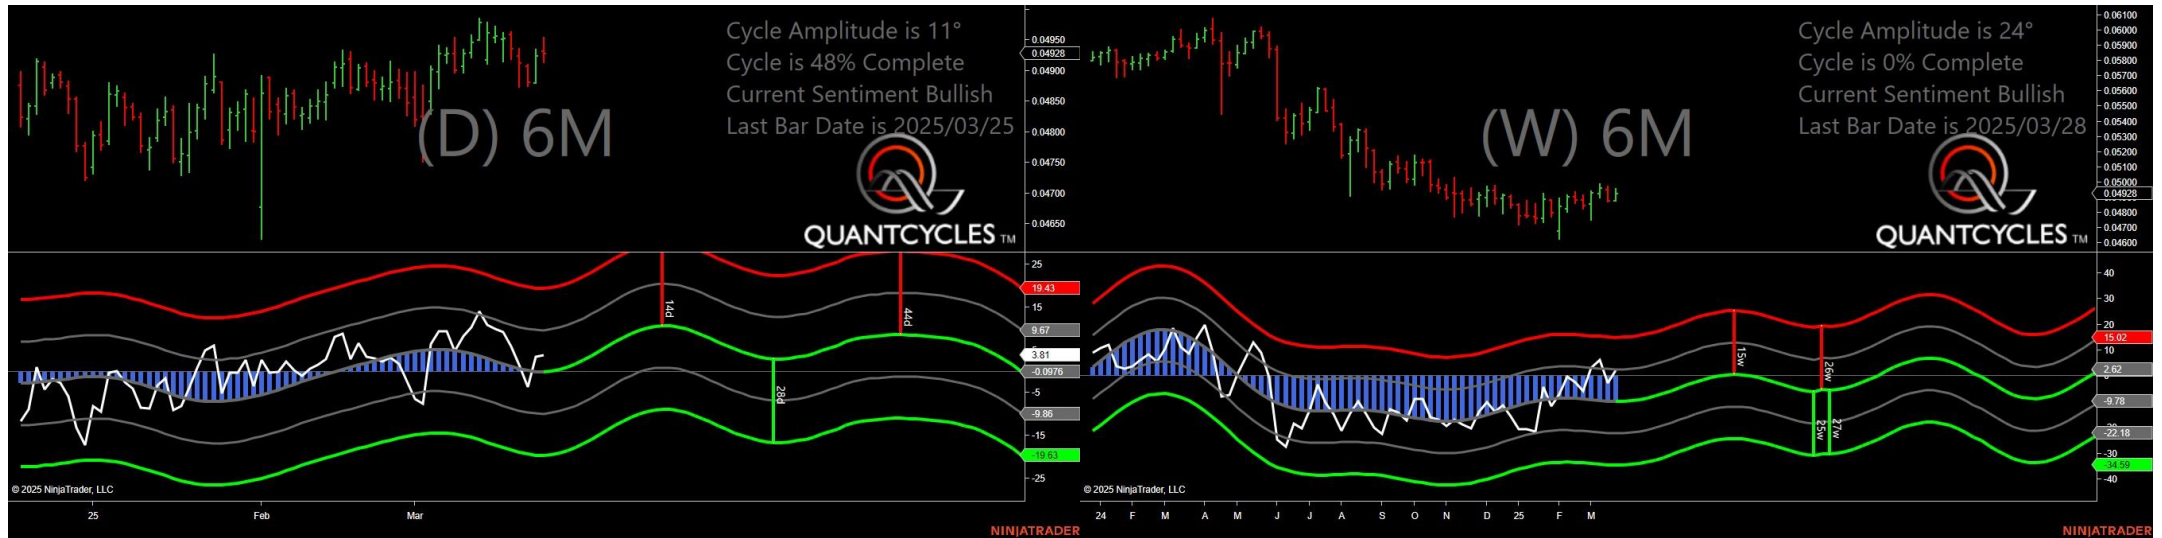 Cycle Amplitude is 11°
Cycle is 48% Complete
Current Sentiment Bullish
Last Bar Date is 2025/03/25
(D) 6M
QUANTCYCLES TM
0.04950
0.04928
0.04900
0.04850
0.04800
0.04750
0.04700
0.04650
25
19.43
15
9.67
3.81
-0.0976
-5
-9.86
-15
-19.63
-25
14d
28d
44d
© 2025 NinjaTrader, LLC
25 Feb Mar
NINJATRADER
Cycle Amplitude is 24°
Cycle is 0% Complete
Current Sentiment Bullish
Last Bar Date is 2025/03/28
(W) 6M
QUANTCYCLES TM
0.06100
0.05900
0.05800
0.05700
0.05600
0.05500
0.05400
0.05300
0.05200
0.05100
0.05000
0.04928
0.04800
0.04700
0.04600
40
30
20
15.02
10
2.62
-9.78
-22.18
-30
-34.59
-40
15w
26w
25w
27w
© 2025 NinjaTrader, LLC
24 F M A M J J A S O N D 25 F M
NINJATRADER